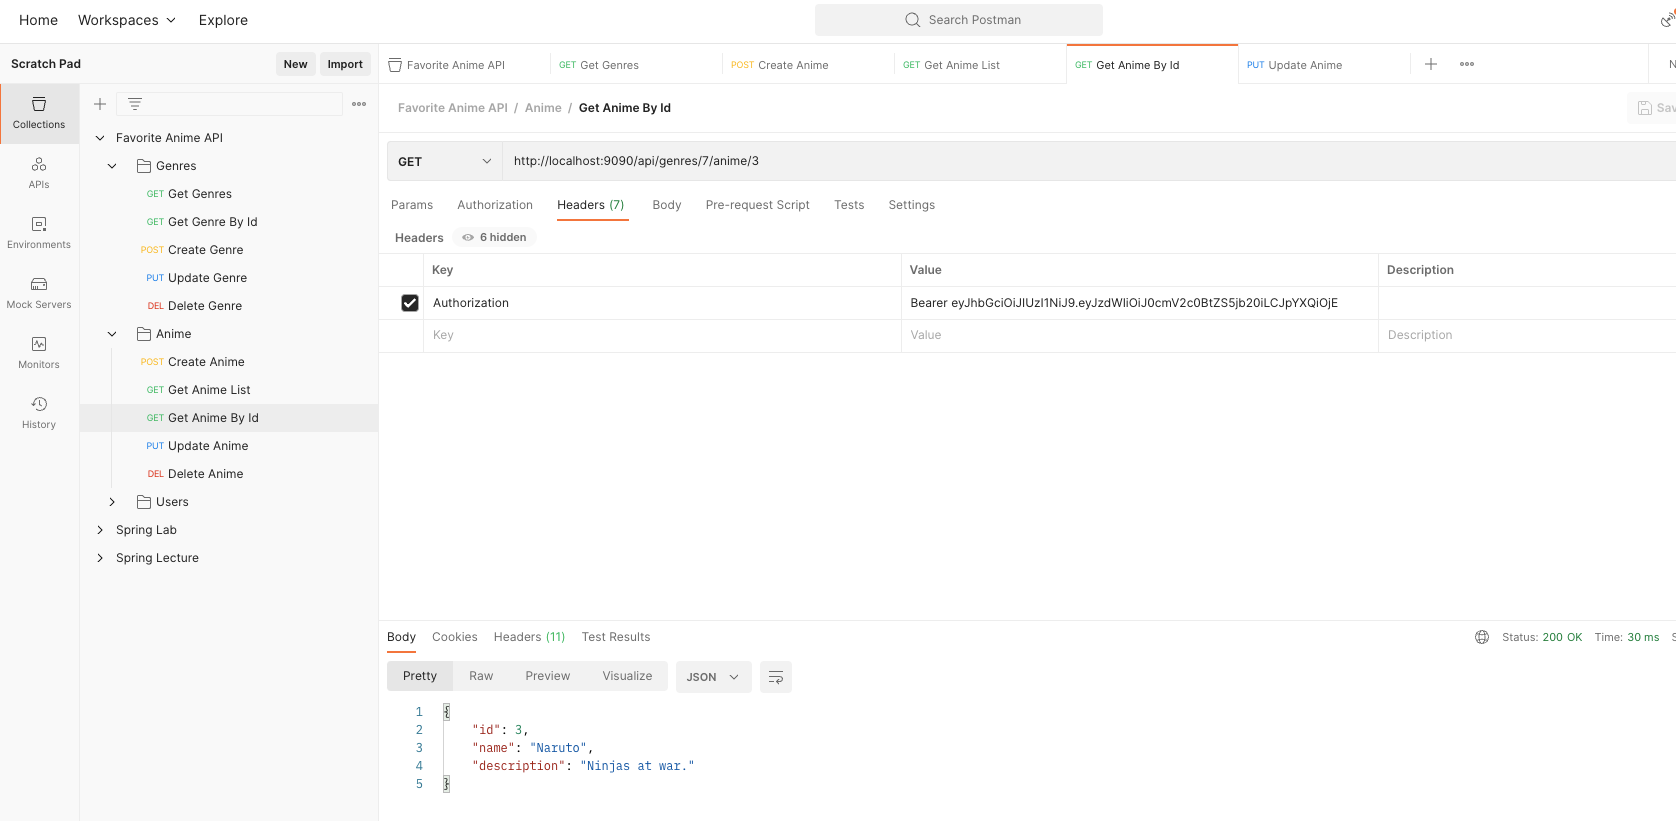 Home Workspaces Explore Search Postman
Scratch Pad New Import
Favorite Anime API GET Get Genres POST Create Anime GET Get Anime List GET Get Anime By Id PUT Update Anime
Collections
APIs
Environments
Mock Servers
Monitors
History
Favorite Anime API
Genres
GET Get Genres
GET Get Genre By Id
POST Create Genre
PUT Update Genre
DEL Delete Genre
Anime
POST Create Anime
GET Get Anime List
GET Get Anime By Id
PUT Update Anime
DEL Delete Anime
Users
Spring Lab
Spring Lecture
Favorite Anime API / Anime / Get Anime By Id
GET http://localhost:9090/api/genres/7/anime/3
Params Authorization Headers (7) Body Pre-request Script Tests Settings
Headers 6 hidden
Key Value Description
Authorization Bearer eyJhbGciOiJIUzI1NiJ9.eyJzdWIiOiJ0cmV2c0BtZS5jb20iLCJpYXQiOjE
Key Value Description
Body Cookies Headers (11) Test Results Status: 200 OK Time: 30 ms
Pretty Raw Preview Visualize JSON
1 {
2 "id": 3,
3 "name": "Naruto",
4 "description": "Ninjas at war."
5 }